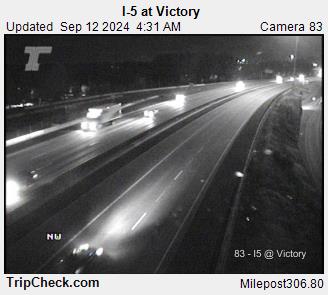 I-5 at Victory
Updated  Sep 12 2024  4:31 AM
Camera 83
T
NW
83 - I5 @ Victory
TripCheck.com
Milepost306.80